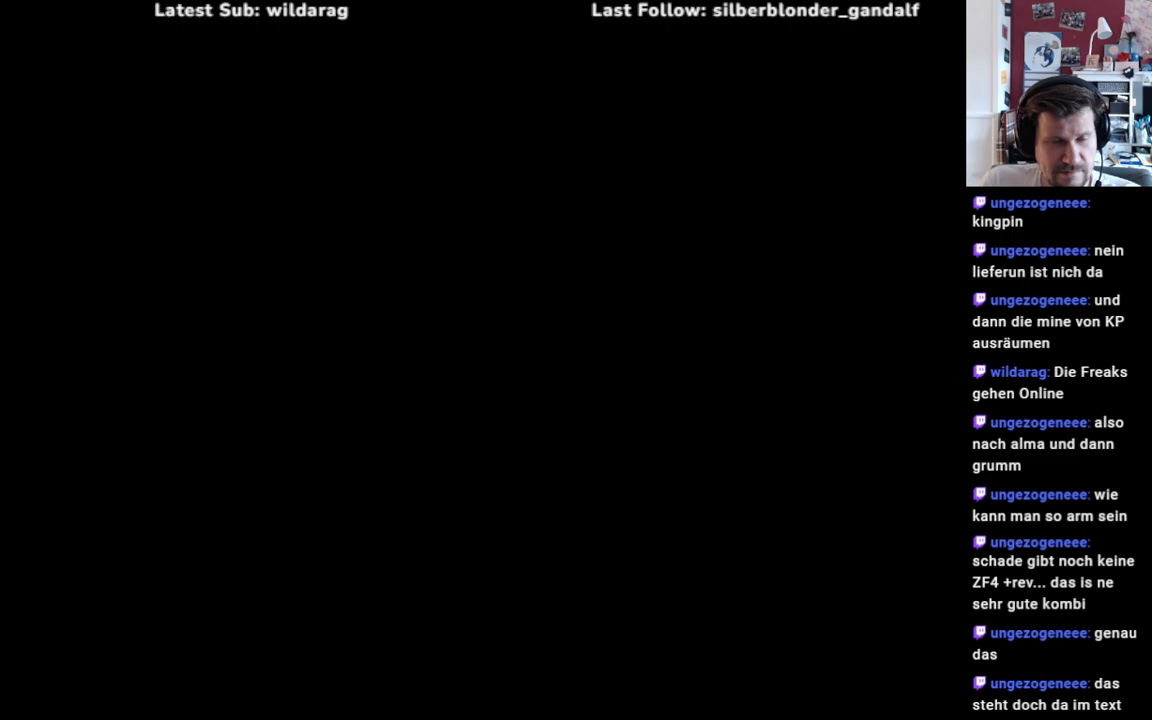 Latest Sub: wildarag
Last Follow: silberblonder_gandalf
ungezogeneee:
kingpin
ungezogeneee: nein
lieferun ist nich da
ungezogeneee: und
dann die mine von KP
ausräumen
wildarag: Die Freaks
gehen Online
ungezogeneee: also
nach alma und dann
grumm
ungezogeneee: wie
kann man so arm sein
ungezogeneee:
schade gibt noch keine
ZF4 +rev... das is ne
sehr gute kombi
ungezogeneee: genau
das
ungezogeneee: das
steht doch da im text